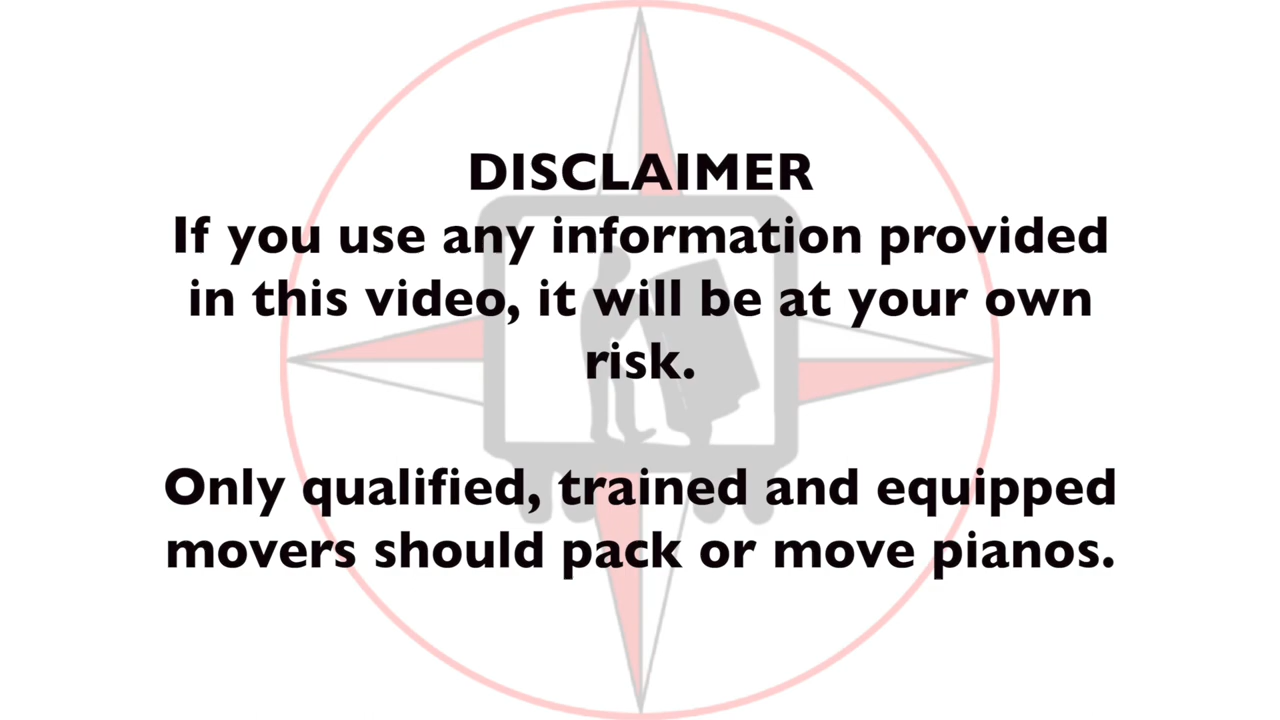 DISCLAIMER
If you use any information provided
in this video, it will be at your own
risk.
Only qualified, trained and equipped
movers should pack or move pianos.